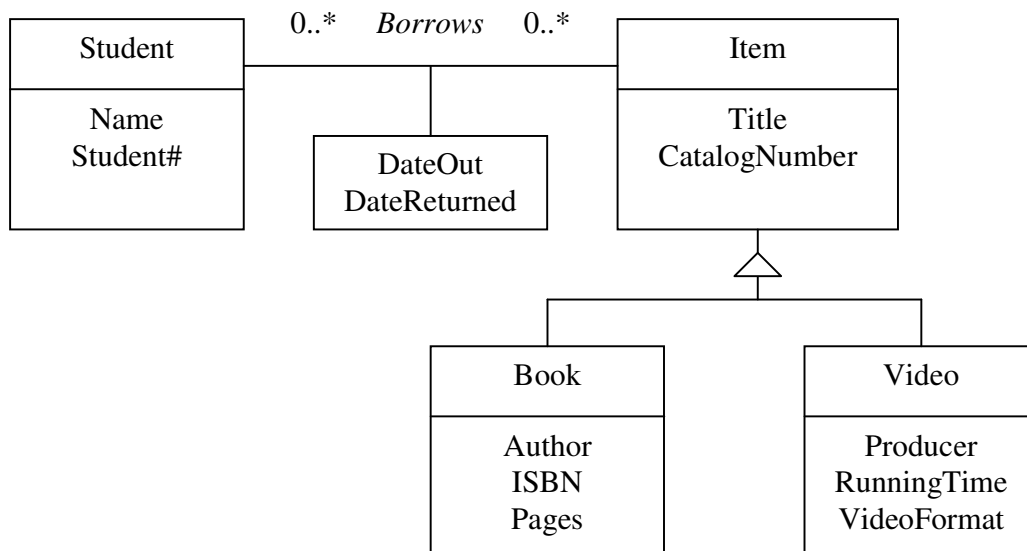 0..* Borrows 0..*
Student
Item
Name
Student#
Title
CatalogNumber
DateOut
DateReturned
Book
Video
Author
ISBN
Pages
Producer
RunningTime
VideoFormat